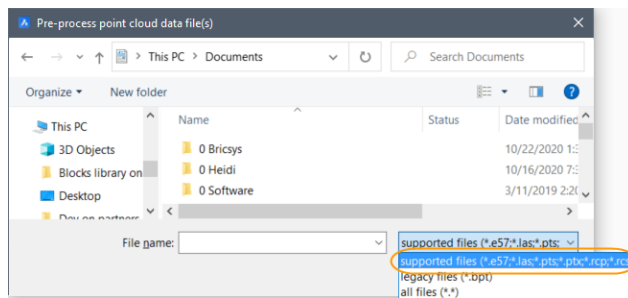 Pre-process point cloud data file(s)
This PC > Documents
Search Documents
Organize
New folder
This PC
3D Objects
Blocks library on
Desktop
Name
Status
Date modified
0 Bricsys
10/22/2020 1:3
0 Heidi
10/16/2020 7:3
0 Software
3/11/2019 2:20
File name:
supported files (*.e57;*.las;*.pts;
supported files (*.e57;*.las;*.pts;*.ptx;*.rcp;*.rcs
legacy files (*.bpt)
all files (*.*)